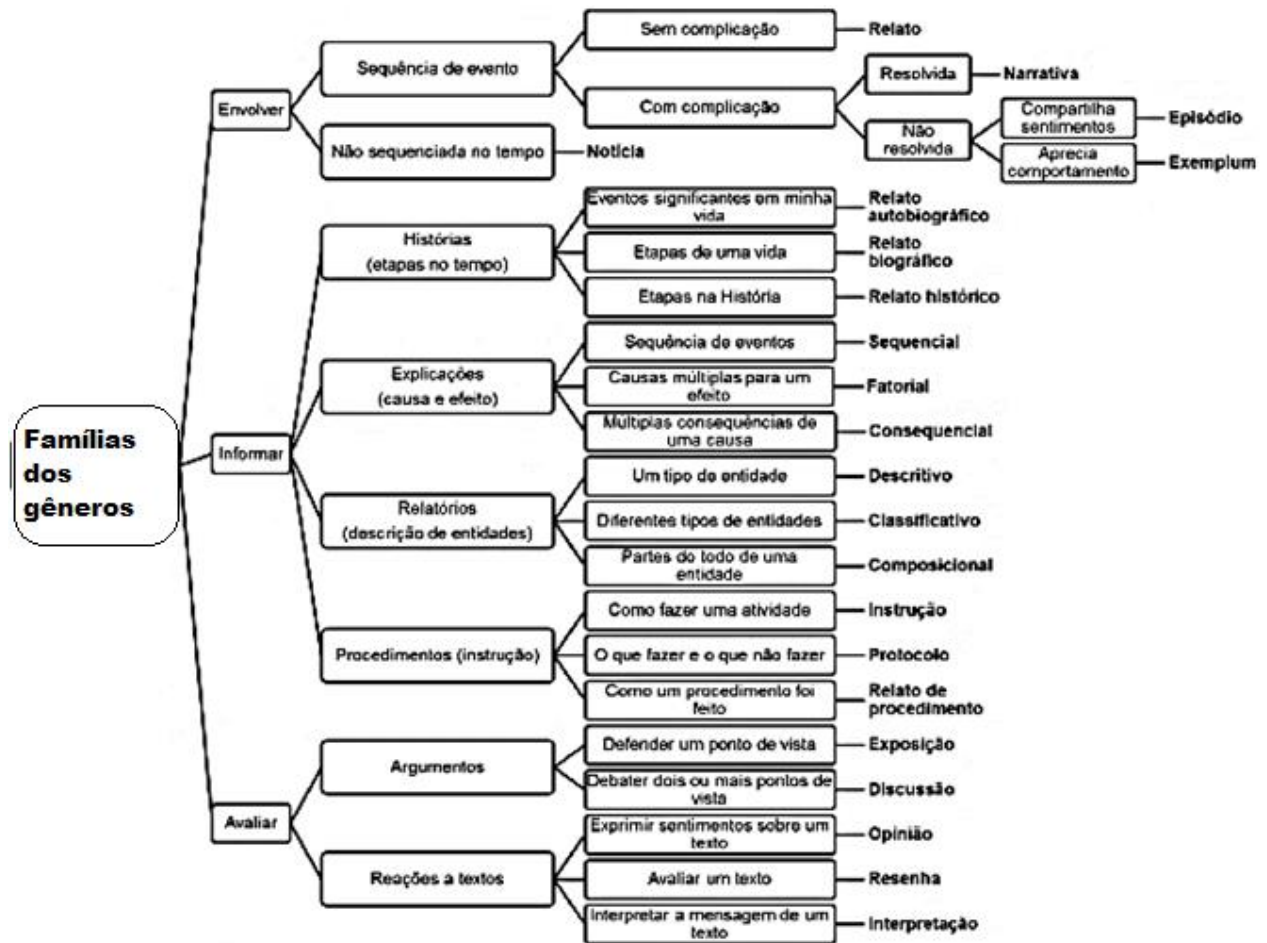 Sem complicação
Relato
Sequência de evento
Resolvida
Narrativa
Envolver
Com complicação
Compartilha
sentimentos
Episódio
Não
resolvida
Não sequenciada no tempo
Notícia
Aprecia
comportamento
Exemplum
Eventos significantes em minha
vida
Relato
autobiográfico
Histórias
(etapas no tempo)
Etapas de uma vida
Relato
biográfico
Etapas na História
Relato histórico
Sequência de eventos
Sequencial
Explicações
(causa e efeito)
Causas múltiplas para um
efeito
Fatorial
Múltiplas consequências de
uma causa
Consequencial
Famílias
dos
gêneros
Informar
Um tipo de entidade
Descritivo
Relatórios
(descrição de entidades)
Diferentes tipos de entidades
Classificativo
Partes do todo de uma
entidade
Composicional
Como fazer uma atividade
Instrução
Procedimentos (instrução)
O que fazer e o que não fazer
Protocolo
Como um procedimento foi
feito
Relato de
procedimento
Defender um ponto de vista
Exposição
Argumentos
Debater dois ou mais pontos de
vista
Discussão
Avaliar
Exprimir sentimentos sobre um
texto
Opinião
Reações a textos
Avaliar um texto
Resenha
Interpretar a mensagem de um
texto
Interpretação